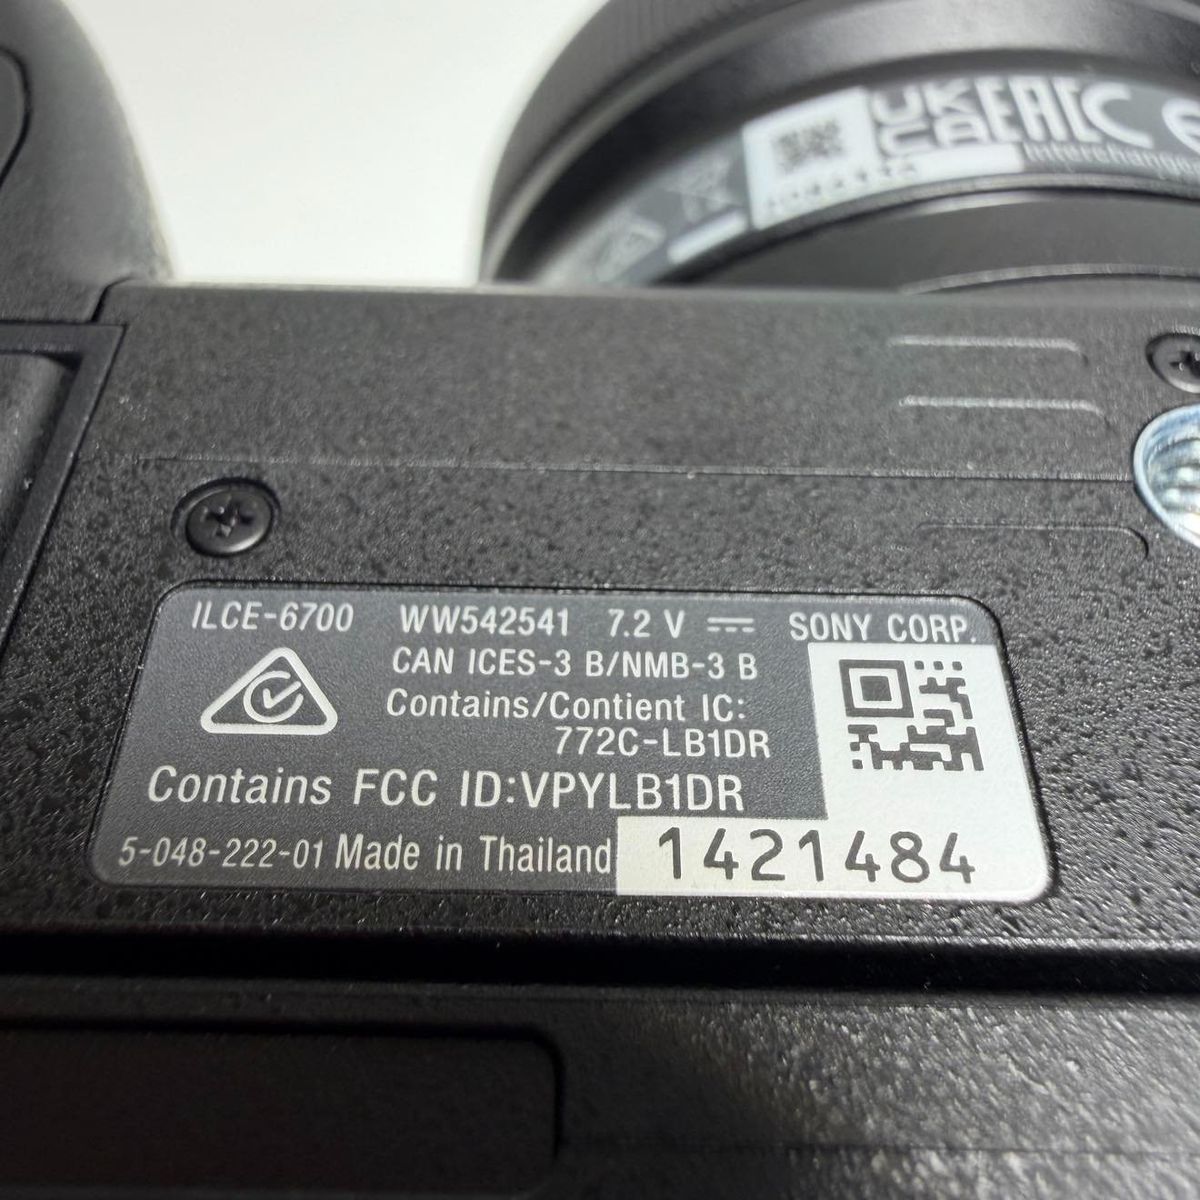 UK
CA EAC
Interchange
ILCE-6700 WW542541 7.2 V SONY CORP.
CAN ICES-3 B/NMB-3 B
Contains/Contient IC:
772C-LB1DR
Contains FCC ID:VPYLB1DR
5-048-222-01 Made in Thailand 1421484